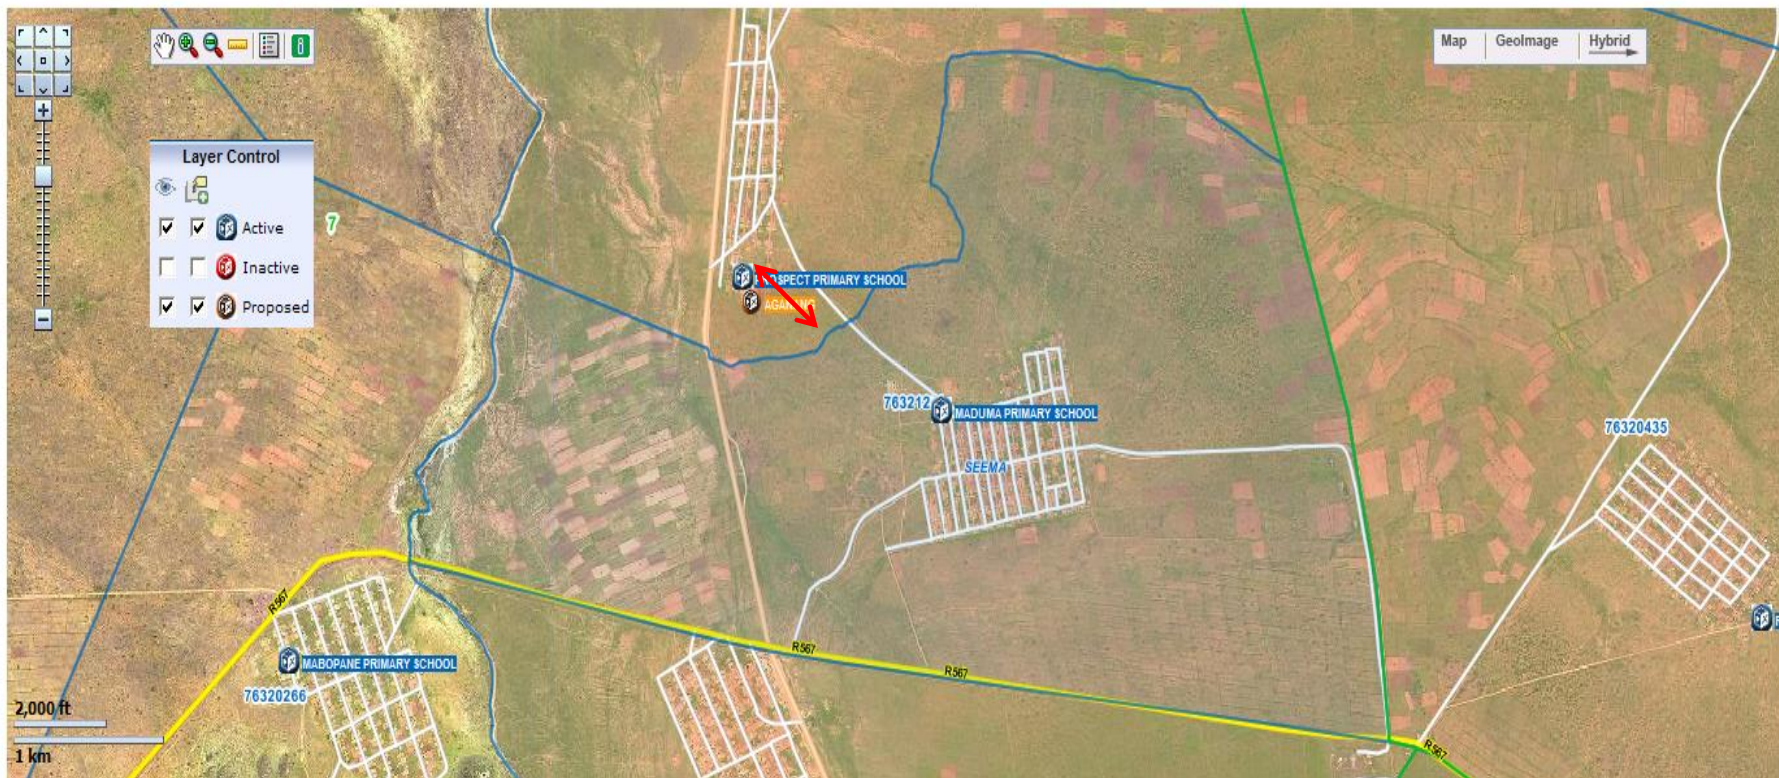 Map
GeoImage
Hybrid
Layer Control
Active
Inactive
Proposed
7
PRIMARY SCHOOL
763212
MADUMA PRIMARY SCHOOL
SEEMA
76320435
R567
R567
R567
R567
MABOPANE PRIMARY SCHOOL
76320266
2,000 ft
1 km